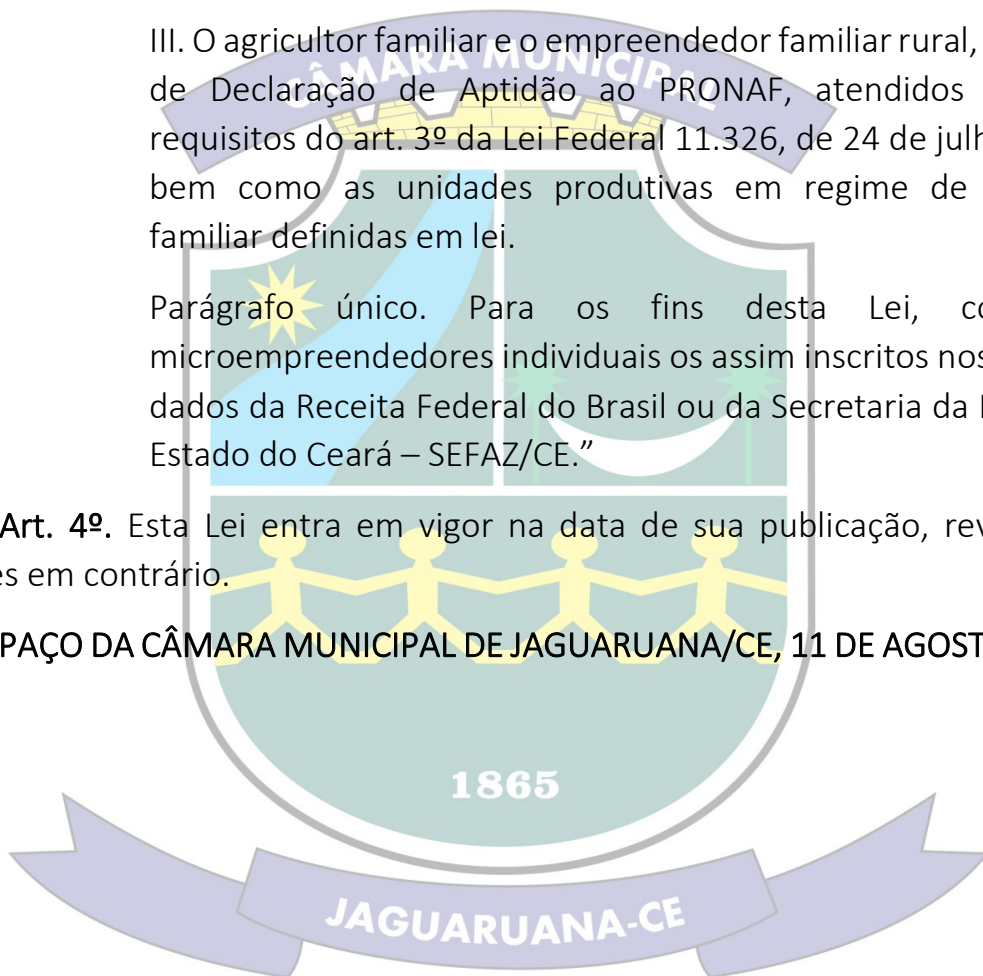 III. O agricultor familiar e o empreendedor familiar rural,
de Declaração de Aptidão ao PRONAF, atendidos
requisitos do art. 3º da Lei Federal 11.326, de 24 de julh
bem como as unidades produtivas em regime de
familiar definidas em lei.
Parágrafo único. Para os fins desta Lei, co
microempreendedores individuais os assim inscritos nos
dados da Receita Federal do Brasil ou da Secretaria da
Estado do Ceará – SEFAZ/CE.”
Art. 4º. Esta Lei entra em vigor na data de sua publicação, rev
es em contrário.
PAÇO DA CÂMARA MUNICIPAL DE JAGUARUANA/CE, 11 DE AGOST
CÂMARA MUNICIPAL
1865
JAGUARUANA-CE